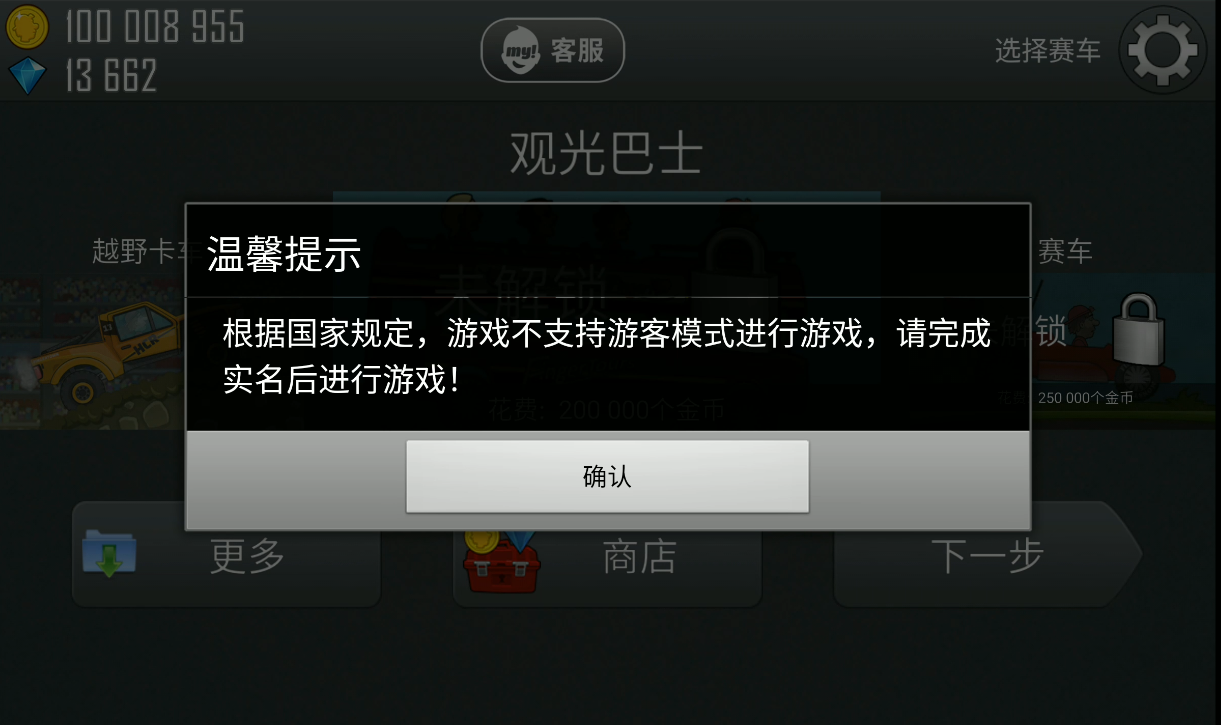 100 008 955
13 662
my! 客服
选择赛车
观光巴士
越野卡车
赛车
温馨提示
未解锁
根据国家规定，游戏不支持游客模式进行游戏，请完成
实名后进行游戏！
解锁
花费：200 000个金币
花费：250 000个金币
确认
更多
商店
下一步